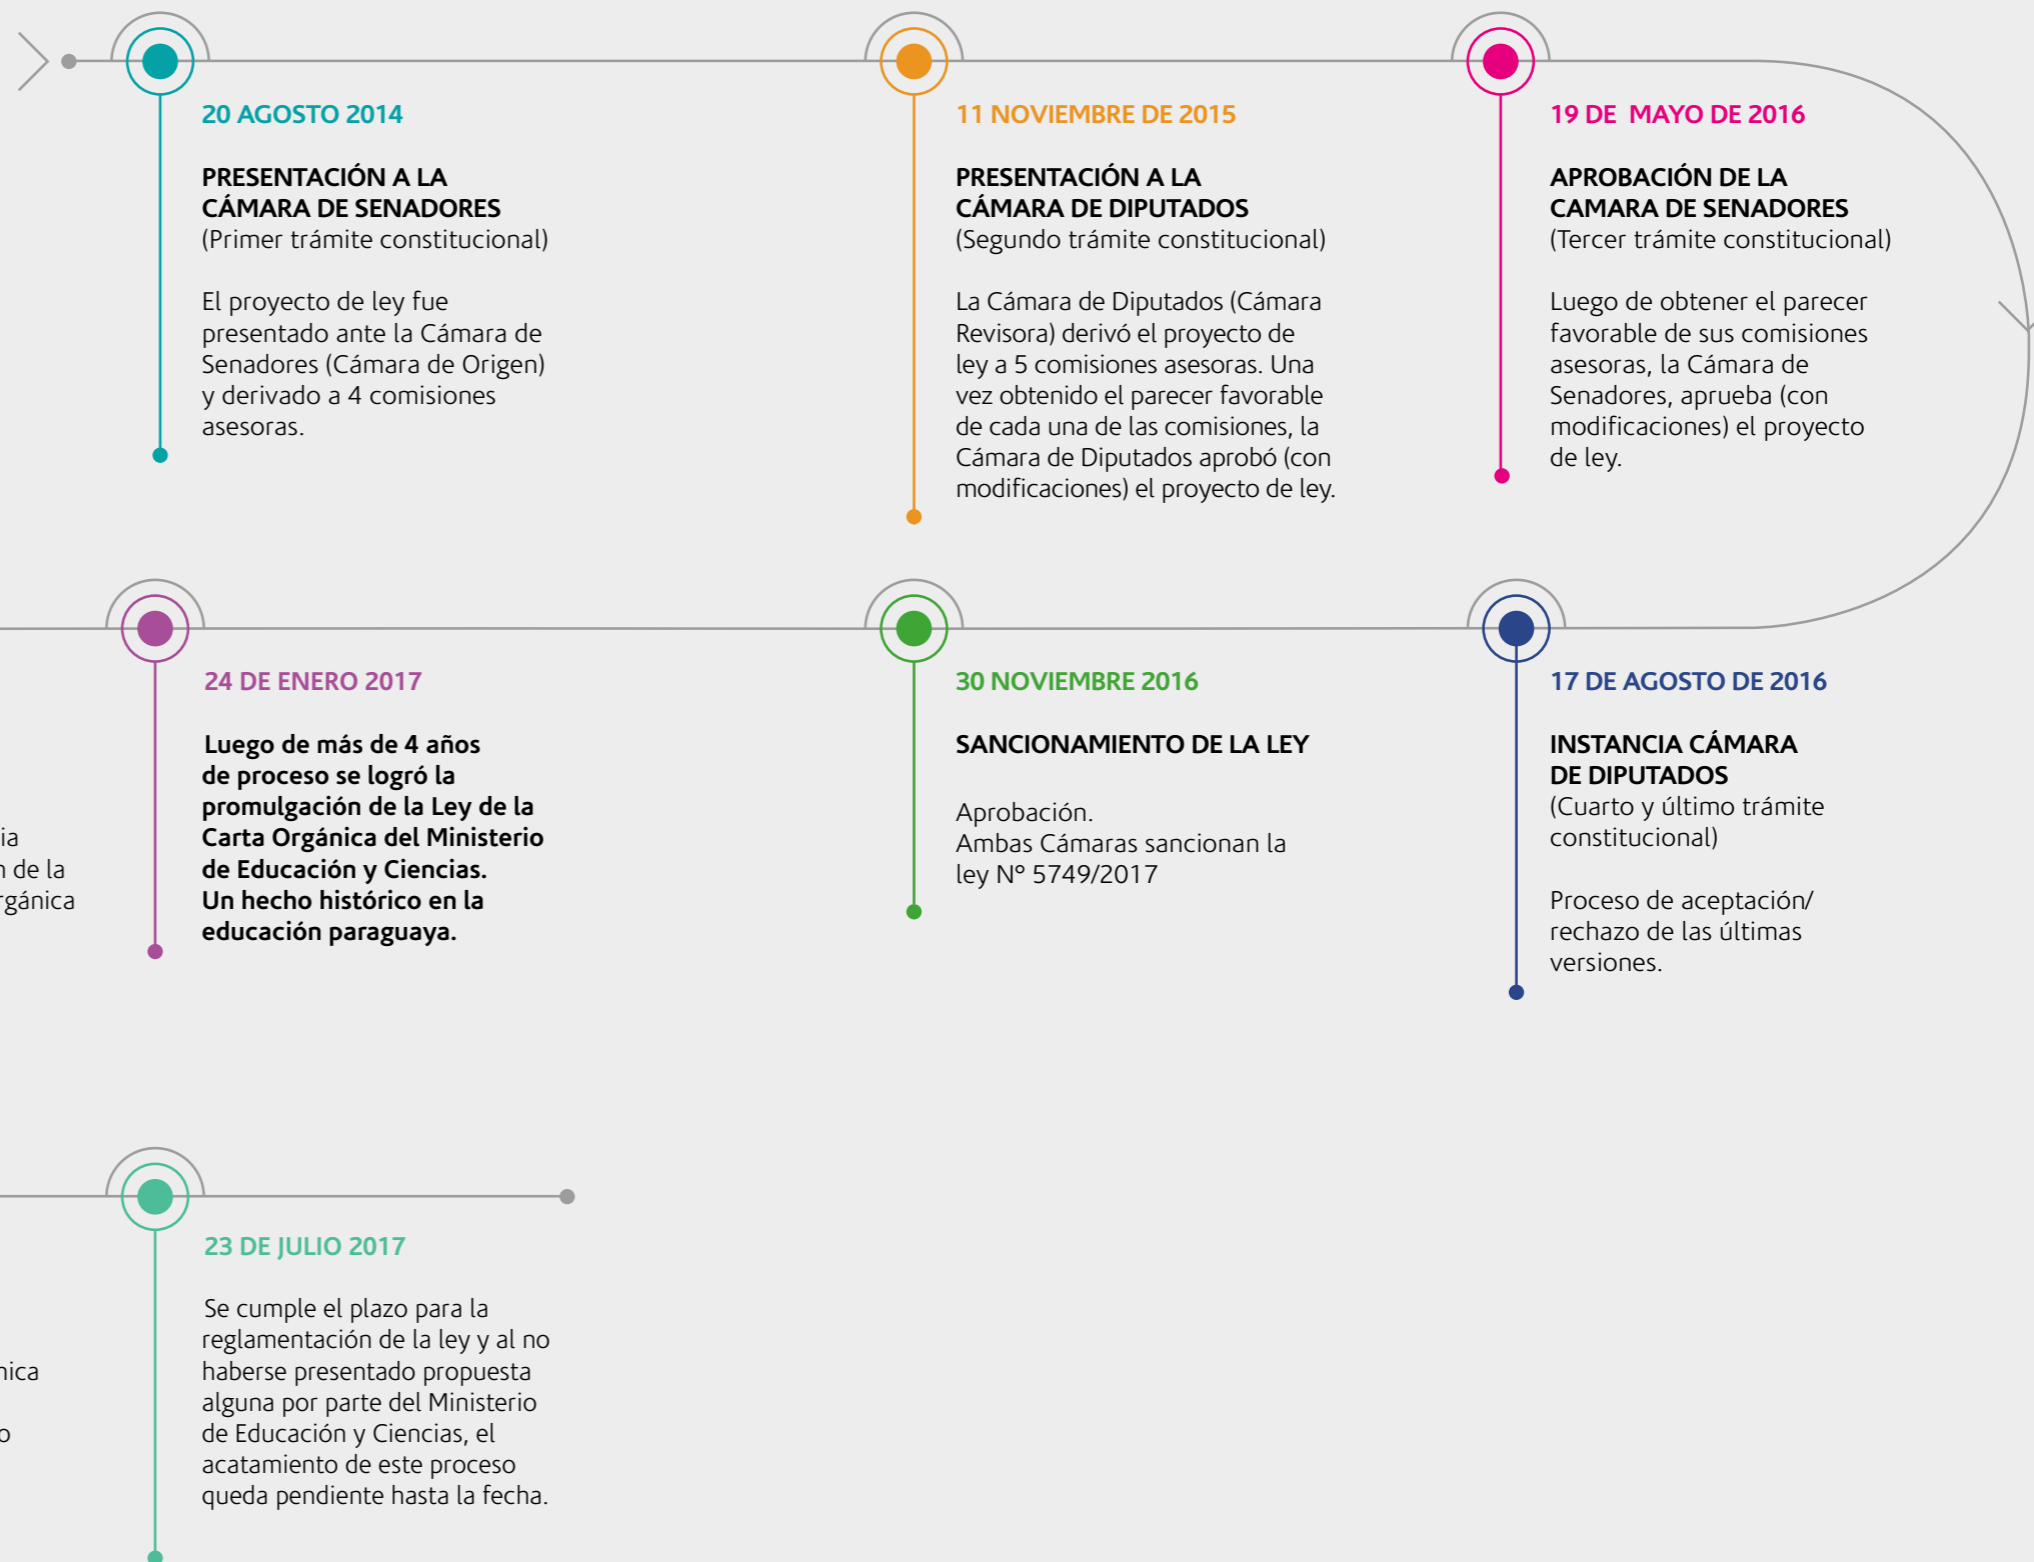 20 AGOSTO 2014
PRESENTACIÓN A LA
CÁMARA DE SENADORES
(Primer trámite constitucional)
El proyecto de ley fue
presentado ante la Cámara de
Senadores (Cámara de Origen)
y derivado a 4 comisiones
asesoras.
11 NOVIEMBRE DE 2015
PRESENTACIÓN A LA
CÁMARA DE DIPUTADOS
(Segundo trámite constitucional)
La Cámara de Diputados (Cámara
Revisora) derivó el proyecto de
ley a 5 comisiones asesoras. Una
vez obtenido el parecer favorable
de cada una de las comisiones, la
Cámara de Diputados aprobó (con
modificaciones) el proyecto de ley.
19 DE MAYO DE 2016
APROBACIÓN DE LA
CAMARA DE SENADORES
(Tercer trámite constitucional)
Luego de obtener el parecer
favorable de sus comisiones
asesoras, la Cámara de
Senadores, aprueba (con
modificaciones) el proyecto
de ley.
de la
24 DE ENERO 2017
Luego de más de 4 años
de proceso se logró la
promulgación de la Ley de la
Carta Orgánica del Ministerio
de Educación y Ciencias.
Un hecho histórico en la
educación paraguaya.
30 NOVIEMBRE 2016
SANCIONAMIENTO DE LA LEY
Aprobación.
Ambas Cámaras sancionan la
ley Nº 5749/2017
17 DE AGOSTO DE 2016
INSTANCIA CÁMARA
DE DIPUTADOS
(Cuarto y último trámite
constitucional)
Proceso de aceptación/
rechazo de las últimas
versiones.
23 DE JULIO 2017
Se cumple el plazo para la
reglamentación de la ley y al no
haberse presentado propuesta
alguna por parte del Ministerio
de Educación y Ciencias, el
acatamiento de este proceso
queda pendiente hasta la fecha.